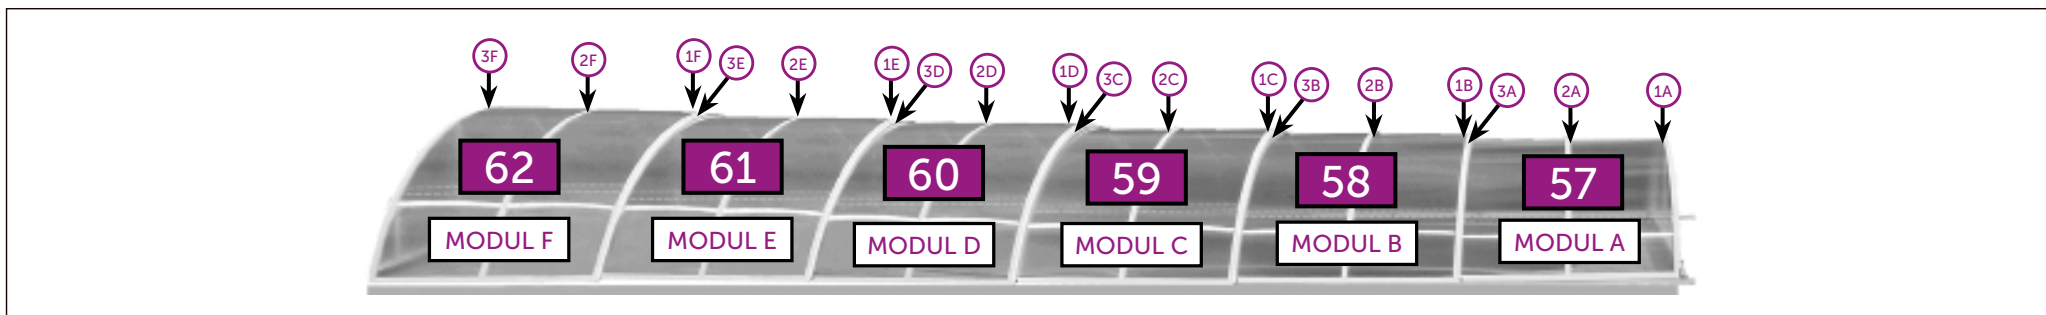 3F 2F 1F 3E 2E 1E 3D 2D 1D 3C 2C 1C 3B 2B 1B 3A 2A 1A
62 61 60 59 58 57
MODUL F MODUL E MODUL D MODUL C MODUL B MODUL A